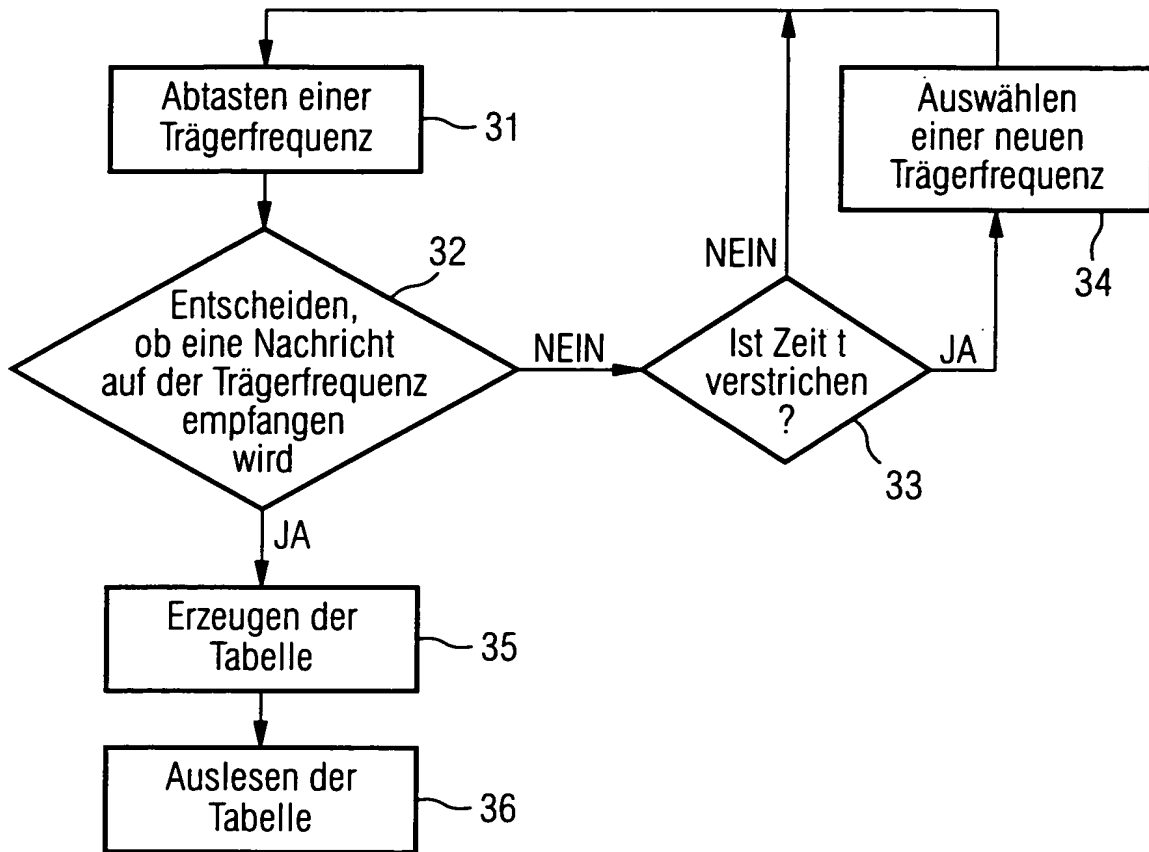 Abtasten einer
Trägerfrequenz
31
Auswählen
einer neuen
Trägerfrequenz
34
32
Entscheiden,
ob eine Nachricht
auf der Trägerfrequenz
empfangen
wird
NEIN
NEIN
Ist Zeit t
verstrichen
?
JA
33
JA
Erzeugen der
Tabelle
35
Auslesen der
Tabelle
36